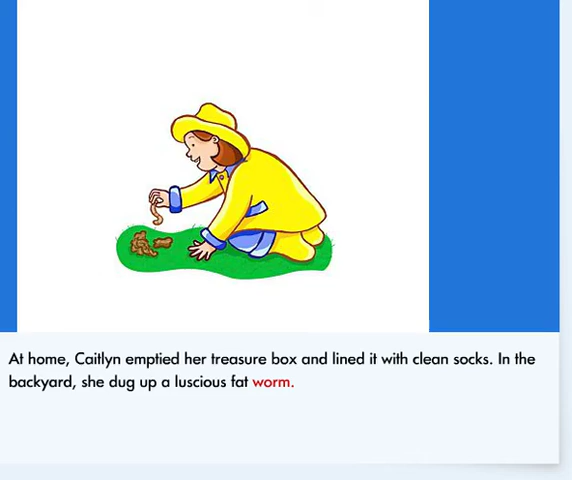 At home, Caitlyn emptied her treasure box and lined it with clean socks. In the
backyard, she dug up a luscious fat worm.